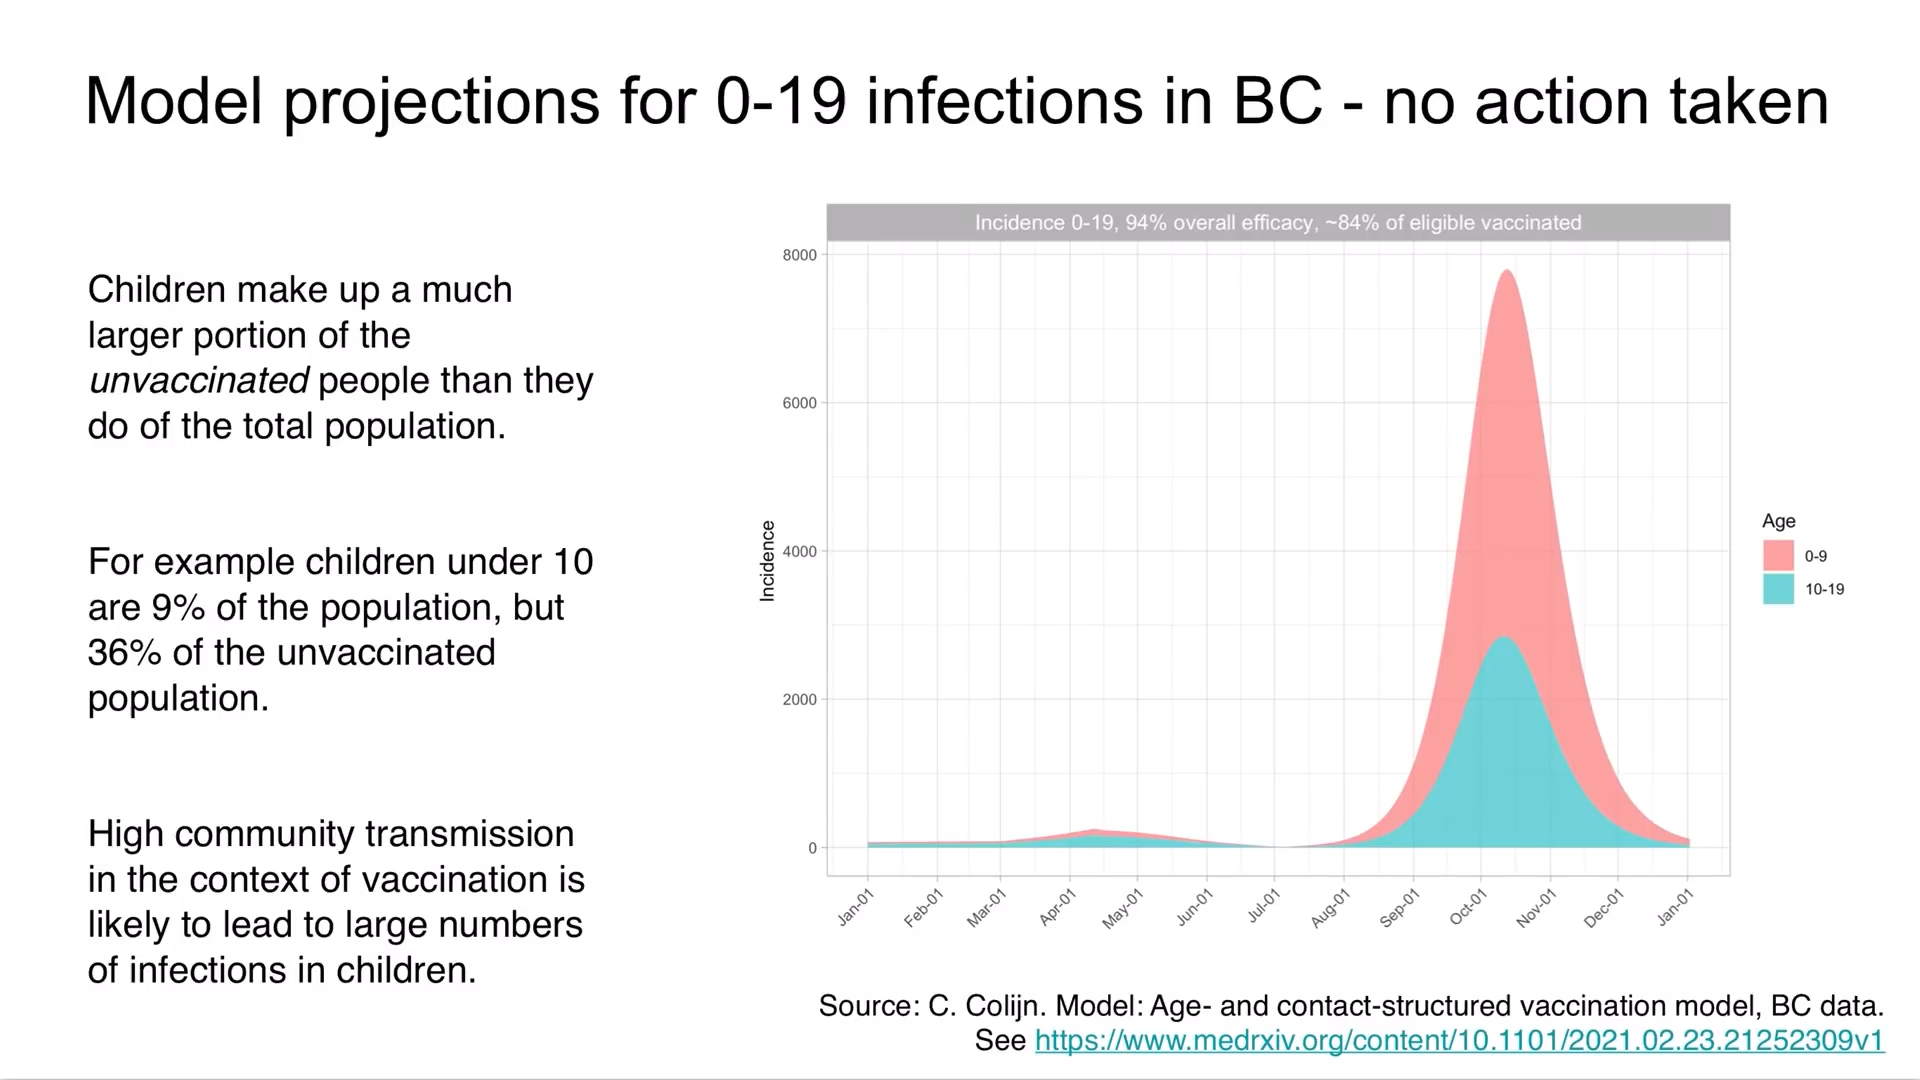 Model projections for 0-19 infections in BC - no action taken
Children make up a much
larger portion of the
unvaccinated people than they
do of the total population.
For example children under 10
are 9% of the population, but
36% of the unvaccinated
population.
High community transmission
in the context of vaccination is
likely to lead to large numbers
of infections in children.
Incidence 0-19, 94% overall efficacy, ~84% of eligible vaccinated
8000
6000
4000
2000
0
Incidence
Jan-01
Feb-01
Mar-01
Apr-01
May-01
Jun-01
Jul-01
Aug-01
Sep-01
Oct-01
Nov-01
Dec-01
Jan-01
Age
0-9
10-19
Source: C. Colijn. Model: Age- and contact-structured vaccination model, BC data.
See https://www.medrxiv.org/content/10.1101/2021.02.23.21252309v1